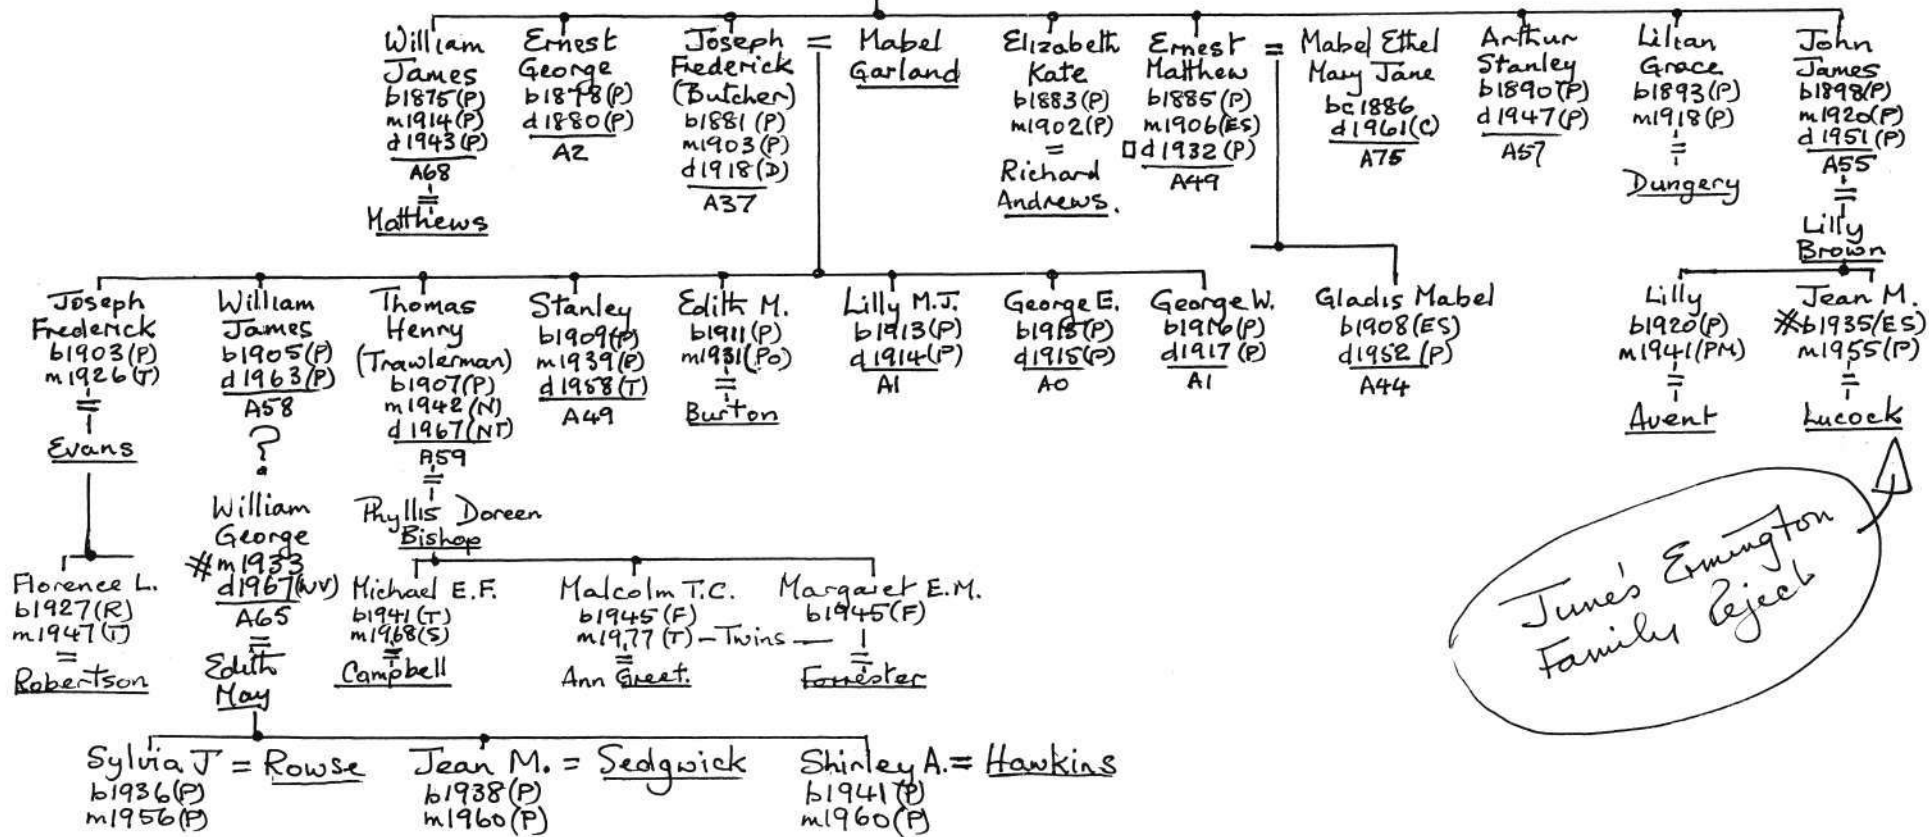 William
James
b1875(P)
m1914(P)
d1943(P)
A68
=
Matthews
Ernest
George
b1878(P)
d1880(P)
A2
Joseph
Frederick
(Butcher)
b1881(P)
m1903(P)
d1918(D)
A37
=
Mabel
Garland
Elizabeth
Kate
b1883(P)
m1902(P)
=
Richard
Andrews.
Ernest
Matthew
b1885(P)
m1906(ES)
d1932(P)
A49
=
Mabel Ethel
Mary Jane
bc1886
d1961(C)
A75
Arthur
Stanley
b1890(P)
d1947(P)
A57
Lilian
Grace
b1893(P)
m1918(P)
=
Dungery
John
James
b1898(P)
m1920(P)
d1951(P)
A55
=
Lilly
Brown
Joseph
Frederick
b1903(P)
m1926(T)
=
Evans
William
James
b1905(P)
d1963(P)
A58
?
William
George
#m1933
d1967(NV)
A65
=
Edith
May
Thomas
Henry
(Trawlerman)
b1907(P)
m1942(N)
d1967(NT)
A59
=
Phyllis Doreen
Bishop
Stanley
b1909(P)
m1939(P)
d1958(T)
A49
Edith M.
b1911(P)
m1931(PO)
=
Burton
Lilly M.J.
b1913(P)
d1914(P)
A1
George E.
b1915(P)
d1915(P)
A0
George W.
b1916(P)
d1917(P)
A1
Gladis Mabel
b1908(ES)
d1952(P)
A44
Lilly
b1920(P)
m1941(PM)
=
Avent
Jean M.
#b1935(ES)
m1955(P)
=
Lucock
June's Ermington
Family Reject
Florence L.
b1927(R)
m1947(T)
=
Robertson
Michael E.F.
b1941(T)
m1968(S)
=
Campbell
Malcolm T.C.
b1945(F)
m1977(T) - Twins -
=
Ann Greet.
Margaret E.M.
b1945(F)
=
Forrester
Sylvia J = Rowse
b1936(P)
m1956(P)
Jean M. = Sedgwick
b1938(P)
m1960(P)
Shirley A. = Hawkins
b1941(P)
m1960(P)